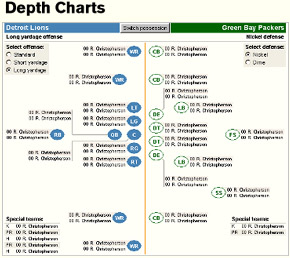 Depth Charts
Detroit Lions
Switch possession
Green Bay Packers
Long yardage offense
Nickel defense
Select offense:
Standard
Short yardage
Long yardage
Select defense:
Nickel
Dime
00 R. Christopherson
00 R. Christopherson
WR
00 R. Christopherson
00 R. Christopherson
CB
00 R. Christopherson
00 R. Christopherson
WR
00 R. Christopherson
00 R. Christopherson
CB
00 R. Christopherson
00 R. Christopherson
LT
00 R. Christopherson
00 R. Christopherson
LB
00 R. Christopherson
00 R. Christopherson
LG
DE
00 R. Christopherson
00 R. Christopherson
RB
QB
C
DT
FS
00 R. Christopherson
00 R. Christopherson
RG
DT
00 R. Christopherson
00 R. Christopherson
RT
DE
LB
00 R. Christopherson
00 R. Christopherson
SS
00 R. Christopherson
00 R. Christopherson
WR
CB
00 R. Christopherson
00 R. Christopherson
WR
CB
00 R. Christopherson
00 R. Christopherson
Special teams:
K 00 R. Christopherson
PR 00 R. Christopherson
H 00 R. Christopherson
PR 00 R. Christopherson
H 00 R. Christopherson
Special teams:
K 00 R. Christopherson
PR 00 R. Christopherson